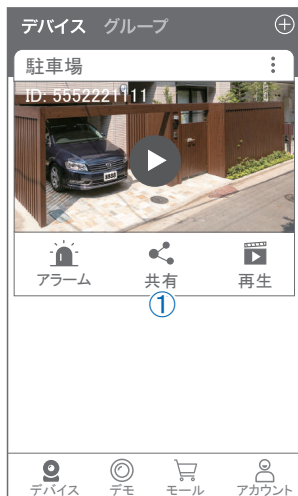 デバイス グループ
駐車場
ID: 5552221111
アラーム 共有 再生
①
デバイス デモ モール アカウント